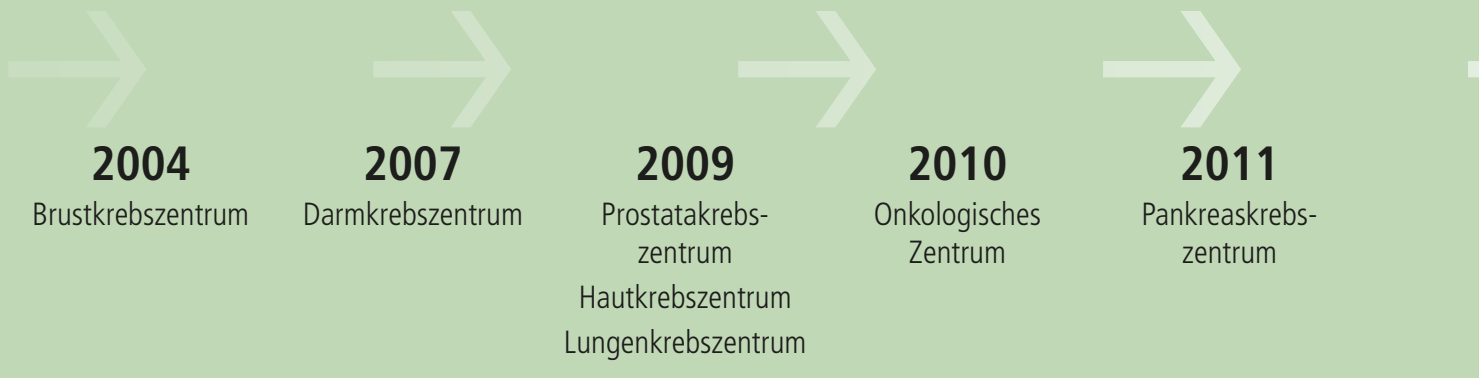 2004
Brustkrebszentrum
2007
Darmkrebszentrum
2009
Prostatakrebs-
zentrum
Hautkrebszentrum
Lungenkrebszentrum
2010
Onkologisches
Zentrum
2011
Pankreaskrebs-
zentrum